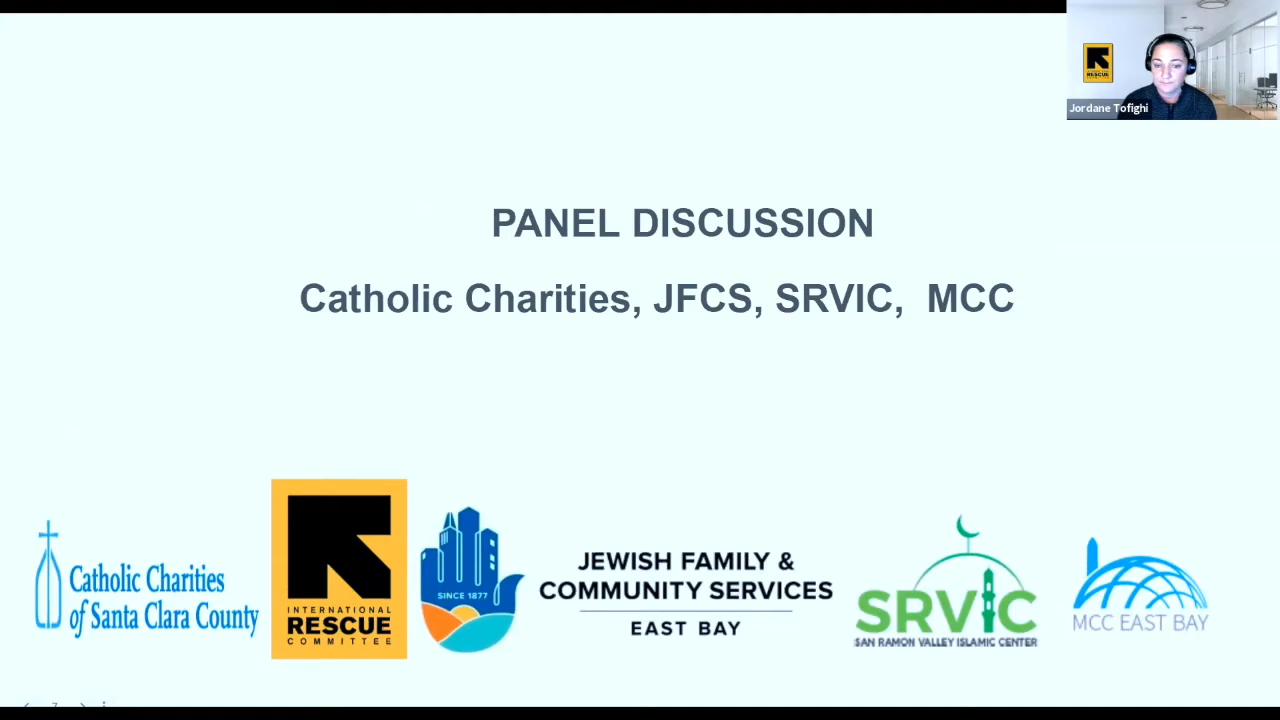 RESCUE
Jordane Tofighi
PANEL DISCUSSION
Catholic Charities, JFCS, SRVIC, MCC
Catholic Charities
of Santa Clara County
INTERNATIONAL
RESCUE
COMMITTEE
SINCE 1877
JEWISH FAMILY &
COMMUNITY SERVICES
EAST BAY
SRVIC
SAN RAMON VALLEY ISLAMIC CENTER
MCC EAST BAY